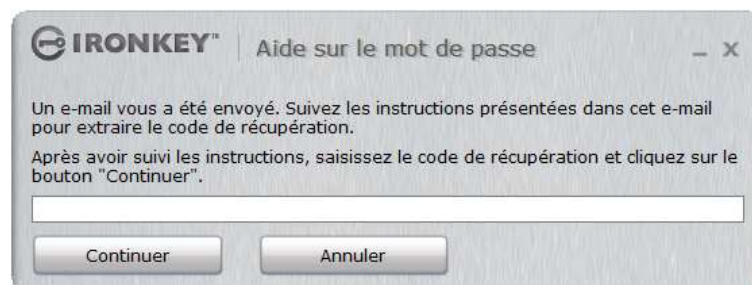 IRONKEY™ Aide sur le mot de passe
Un e-mail vous a été envoyé. Suivez les instructions présentées dans cet e-mail
pour extraire le code de récupération.
Après avoir suivi les instructions, saisissez le code de récupération et cliquez sur le
bouton "Continuer".
Continuer Annuler